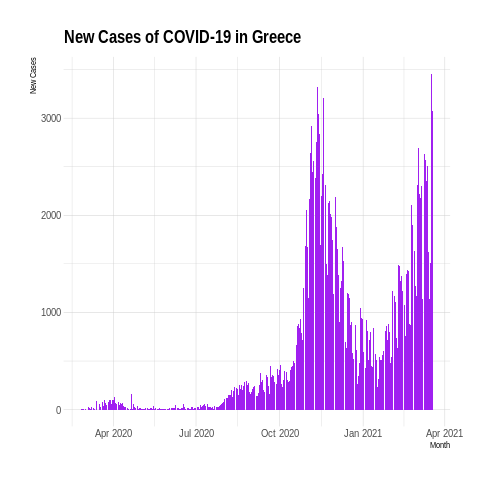 New Cases of COVID-19 in Greece
New Cases
3000
2000
1000
0
Apr 2020 Jul 2020 Oct 2020 Jan 2021 Apr 2021
Month